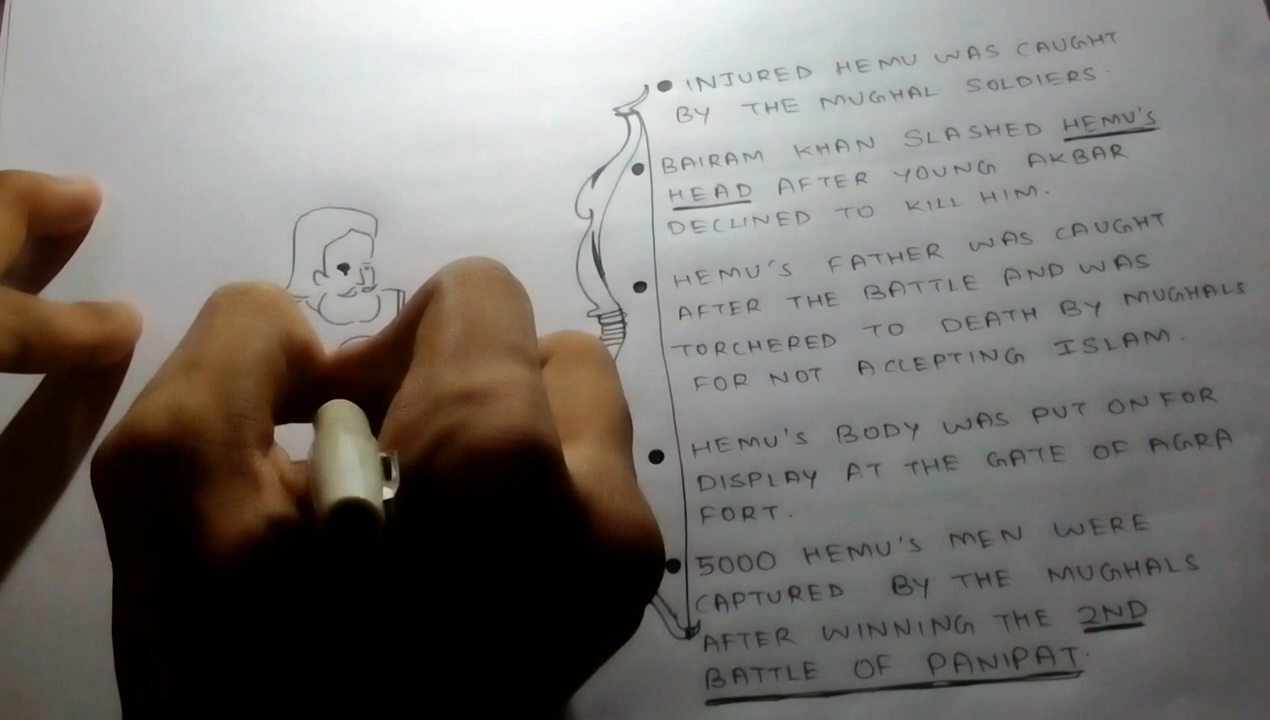 INJURED HEMU WAS CAUGHT
BY THE MUGHAL SOLDIERS.
BAIRAM KHAN SLASHED HEMU'S
HEAD AFTER YOUNG AKBAR
DECLINED TO KILL HIM.
HEMU'S FATHER WAS CAUGHT
AFTER THE BATTLE AND WAS
TORCHERED TO DEATH BY MUGHALS
FOR NOT ACCEPTING ISLAM.
HEMU'S BODY WAS PUT ON FOR
DISPLAY AT THE GATE OF AGRA
FORT.
5000 HEMU'S MEN WERE
CAPTURED BY THE MUGHALS
AFTER WINNING THE 2ND
BATTLE OF PANIPAT.